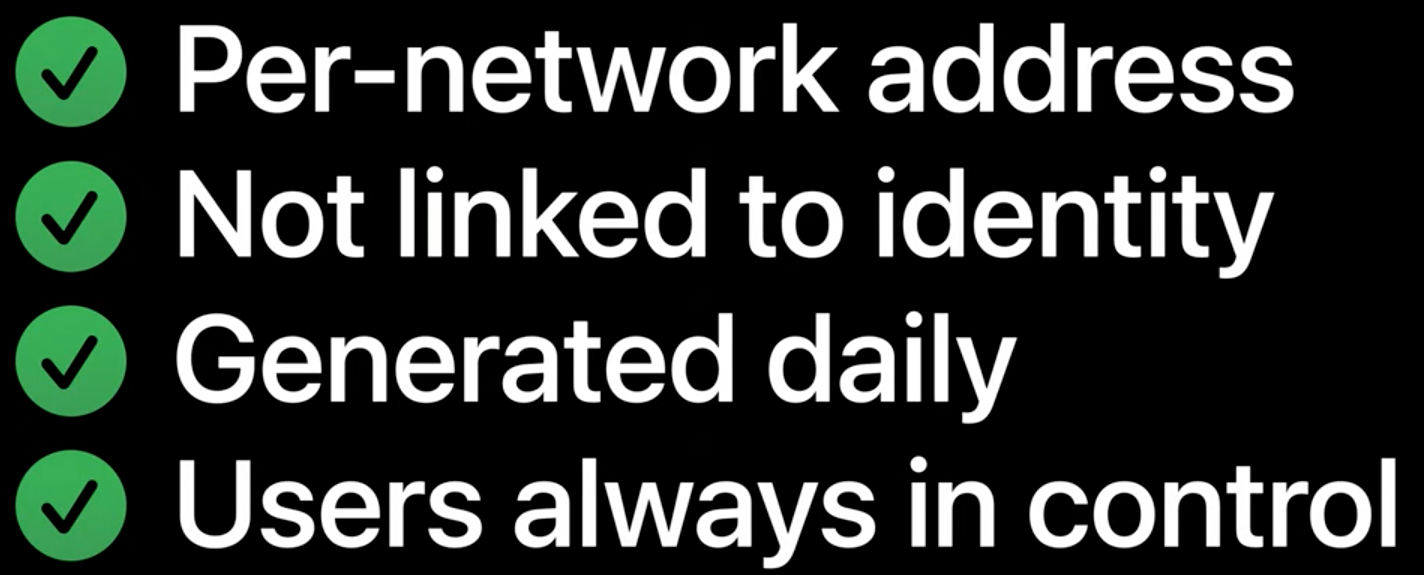 Per-network address
Not linked to identity
Generated daily
Users always in control